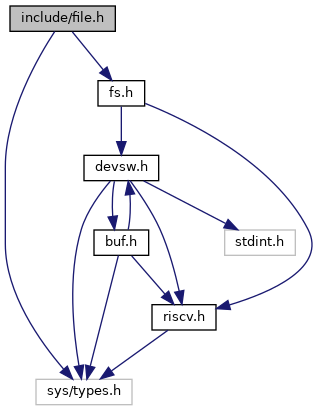 include/file.h
fs.h
devsw.h
buf.h
stdint.h
riscv.h
sys/types.h